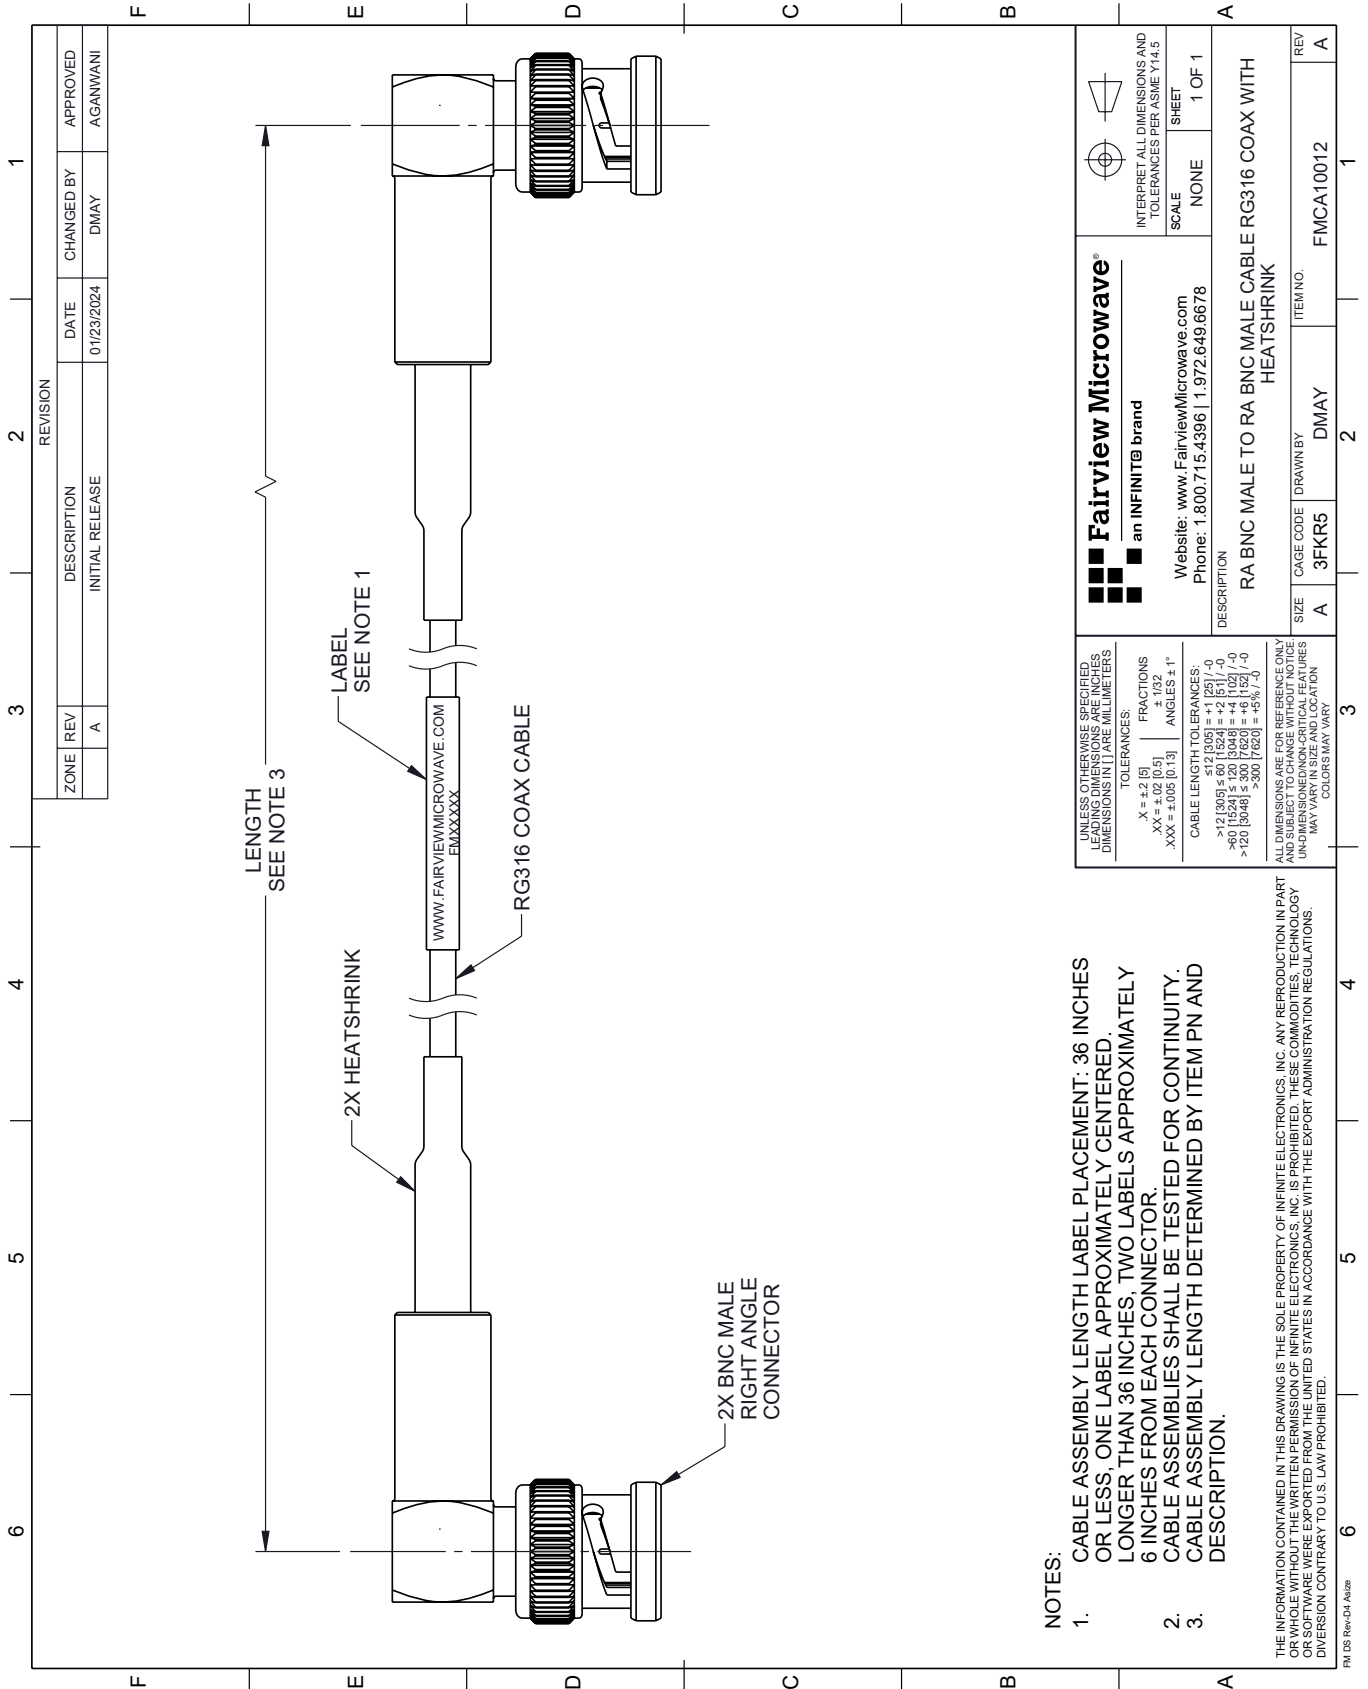 6
5
4
3
2
1
REVISION
ZONE
REV
DESCRIPTION
DATE
CHANGED BY
APPROVED
A
INITIAL RELEASE
01/23/2024
DMAY
AGANWANI
F
E
D
C
B
A
F
E
D
C
B
A
LENGTH
SEE NOTE 3
2X HEATSHRINK
LABEL
SEE NOTE 1
WWW.FAIRVIEWMICROWAVE.COM
FMXXXXX
RG316 COAX CABLE
2X BNC MALE
RIGHT ANGLE
CONNECTOR
NOTES:
1. CABLE ASSEMBLY LENGTH LABEL PLACEMENT: 36 INCHES
OR LESS, ONE LABEL APPROXIMATELY CENTERED.
LONGER THAN 36 INCHES, TWO LABELS APPROXIMATELY
6 INCHES FROM EACH CONNECTOR.
2. CABLE ASSEMBLIES SHALL BE TESTED FOR CONTINUITY.
3. CABLE ASSEMBLY LENGTH DETERMINED BY ITEM PN AND
DESCRIPTION.
THE INFORMATION CONTAINED IN THIS DRAWING IS THE SOLE PROPERTY OF INFINITE ELECTRONICS, INC. ANY REPRODUCTION IN PART
OR WHOLE WITHOUT THE WRITTEN PERMISSION OF INFINITE ELECTRONICS, INC. IS PROHIBITED. THESE COMMODITIES, TECHNOLOGY
OR SOFTWARE WERE EXPORTED FROM THE UNITED STATES IN ACCORDANCE WITH THE EXPORT ADMINISTRATION REGULATIONS.
DIVERSION CONTRARY TO U.S. LAW PROHIBITED.
UNLESS OTHERWISE SPECIFIED
LEADING DIMENSIONS ARE INCHES
DIMENSIONS IN [ ] ARE MILLIMETERS
TOLERANCES:
.X = ±.2 [5]
.XX = ±.02 [0.5]
.XXX = ±.005 [0.13]
FRACTIONS
± 1/32
ANGLES ± 1°
CABLE LENGTH TOLERANCES:
≤12 [305] = +1 [25] / -0
>12 [305] ≤ 60 [1524] = +2 [51] / -0
>60 [1524] ≤ 120 [3048] = +4 [102] / -0
>120 [3048] ≤ 300 [7620] = +6 [152] / -0
>300 [7620] = +5% / -0
ALL DIMENSIONS ARE FOR REFERENCE ONLY
AND SUBJECT TO CHANGE WITHOUT NOTICE.
UN-DIMENSIONED/NON-CRITICAL FEATURES
MAY VARY IN SIZE AND LOCATION
COLORS MAY VARY
Fairview Microwave®
an INFINIT@ brand
Website: www.FairviewMicrowave.com
Phone: 1.800.715.4396 | 1.972.649.6678
INTERPRET ALL DIMENSIONS AND
TOLERANCES PER ASME Y14.5
SCALE
NONE
SHEET
1 OF 1
DESCRIPTION
RA BNC MALE TO RA BNC MALE CABLE RG316 COAX WITH
HEATSHRINK
SIZE
A
CAGE CODE
3FKR5
DRAWN BY
DMAY
ITEM NO.
FMCA10012
REV
A
6
5
4
3
2
1
FM DS Rev-D4 Asize